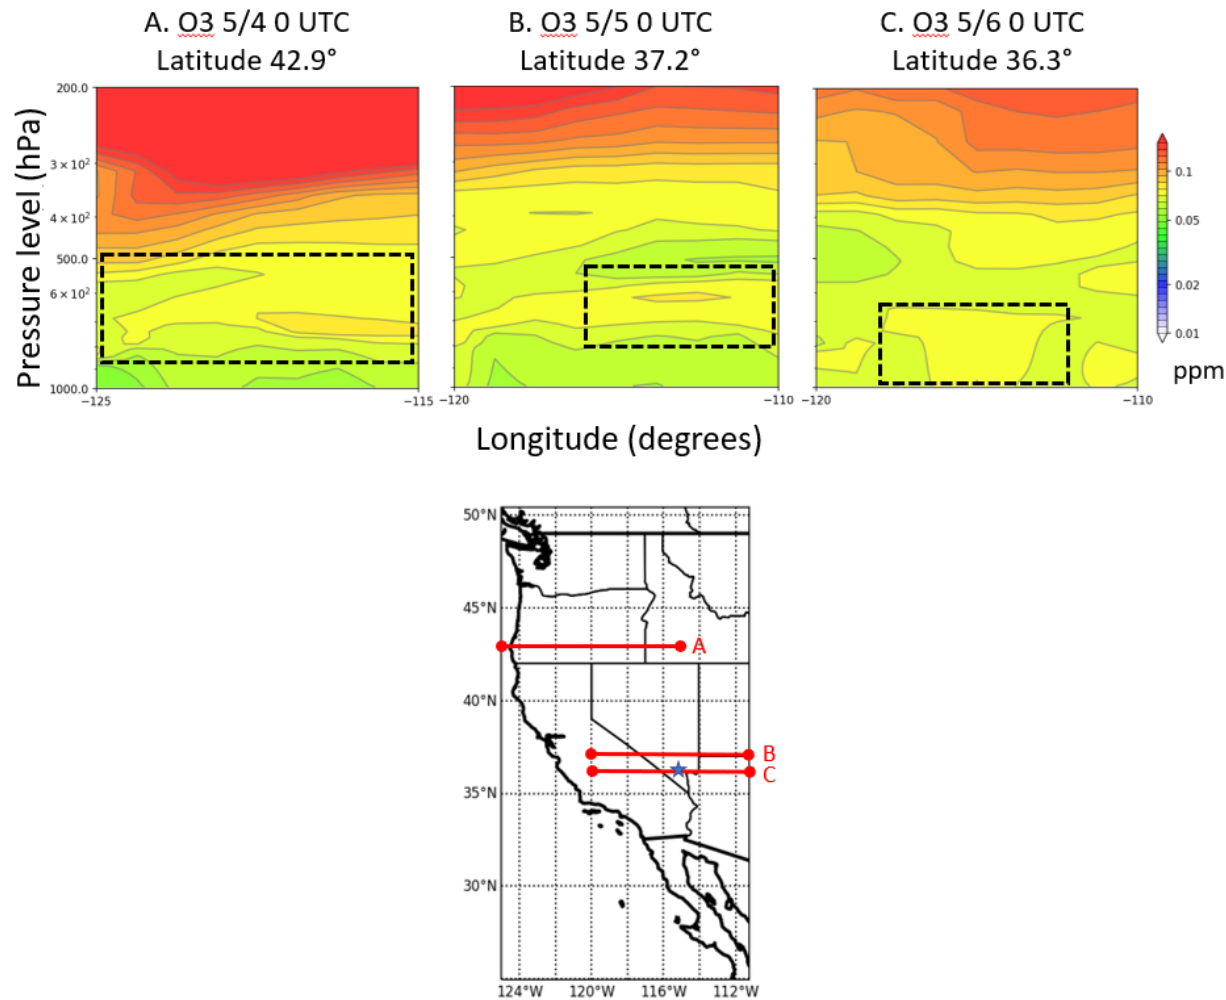 A. O3 5/4 0 UTC
Latitude 42.9°
B. O3 5/5 0 UTC
Latitude 37.2°
C. O3 5/6 0 UTC
Latitude 36.3°
Pressure level (hPa)
200.0
3 × 10²
4 × 10²
500.0
6 × 10²
1000.0
−125
−115
−120
−110
−120
−110
0.1
0.05
0.02
0.01
ppm
Longitude (degrees)
50°N
45°N
40°N
35°N
30°N
A
B
C
124°W
120°W
116°W
112°W